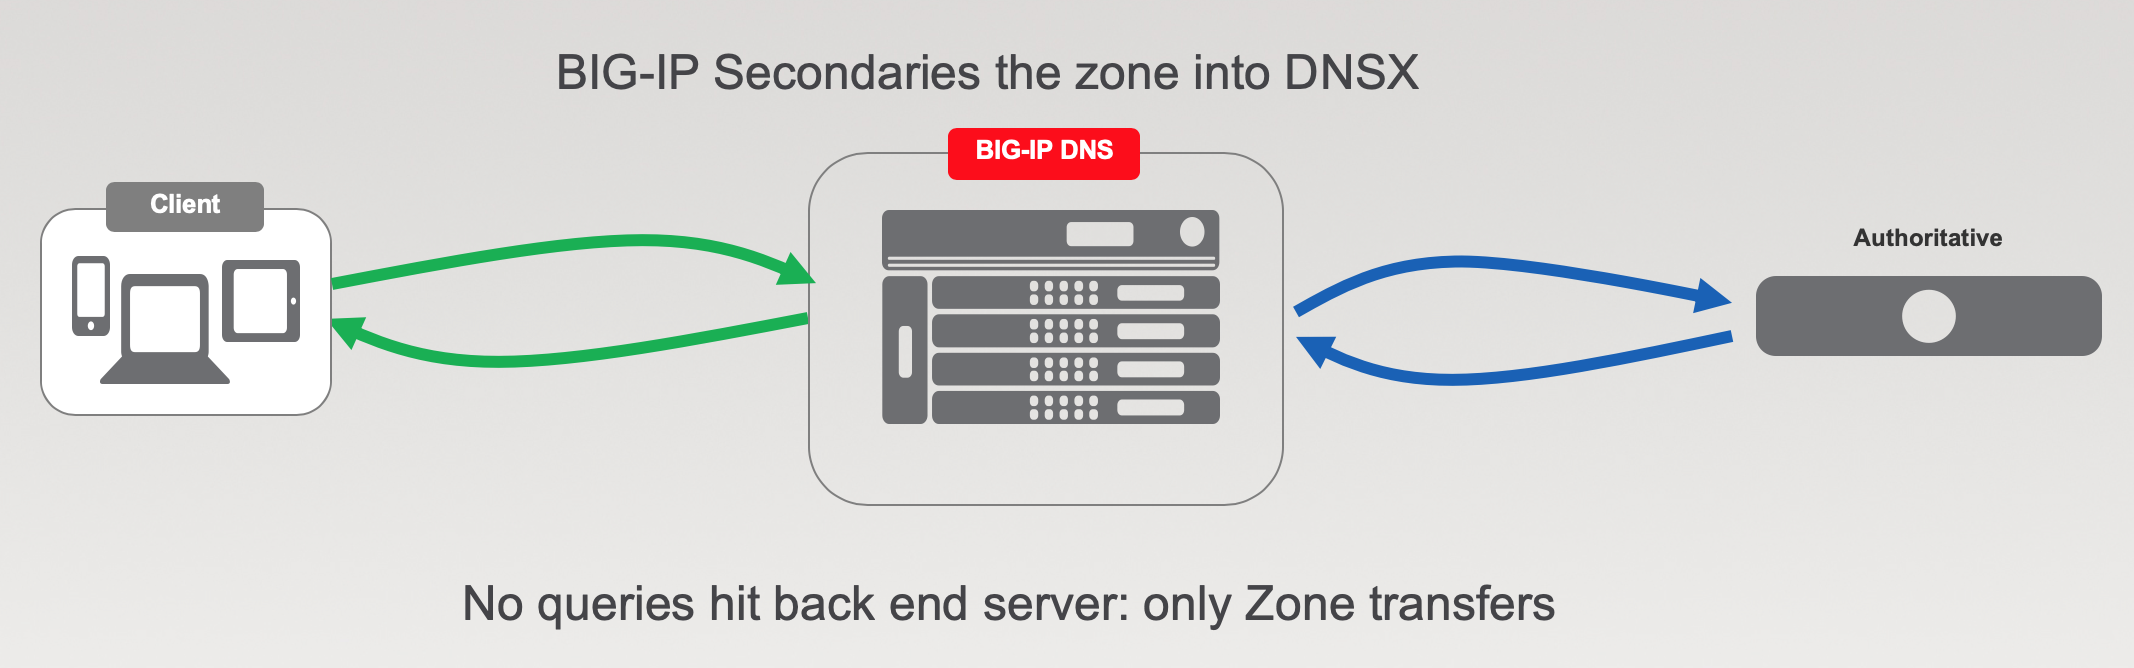 BIG-IP Secondaries the zone into DNSX
BIG-IP DNS
Client
Authoritative
No queries hit back end server: only Zone transfers